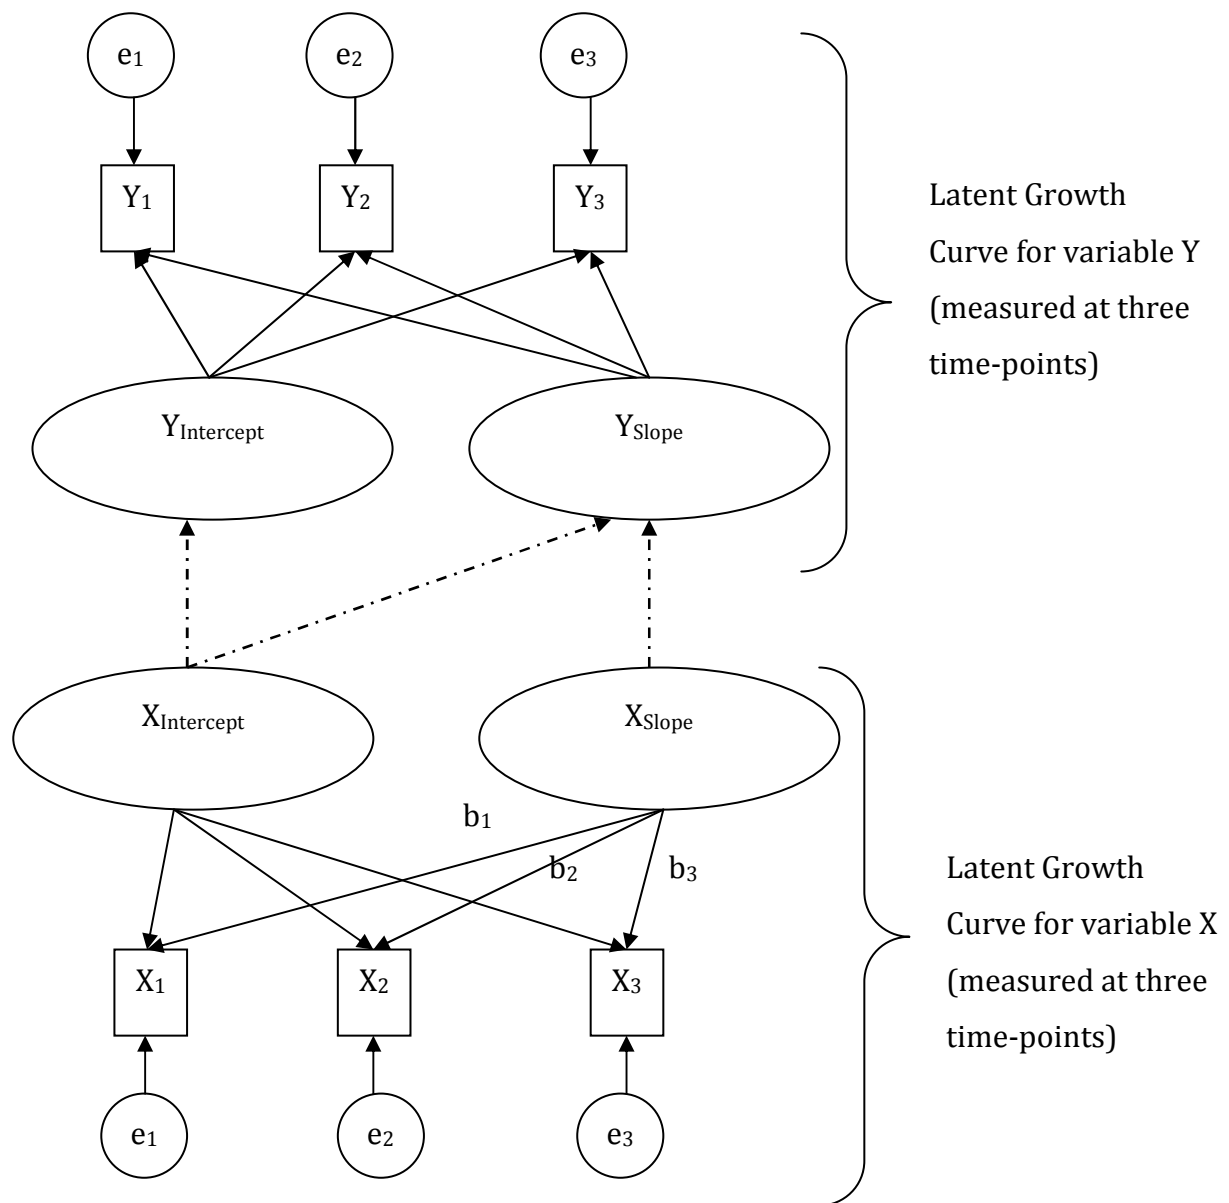 e1 e2 e3
Y1 Y2 Y3
Latent Growth
Curve for variable Y
(measured at three
time-points)
YIntercept YSlope
XIntercept XSlope
b1
b2 b3
X1 X2 X3
Latent Growth
Curve for variable X
(measured at three
time-points)
e1 e2 e3